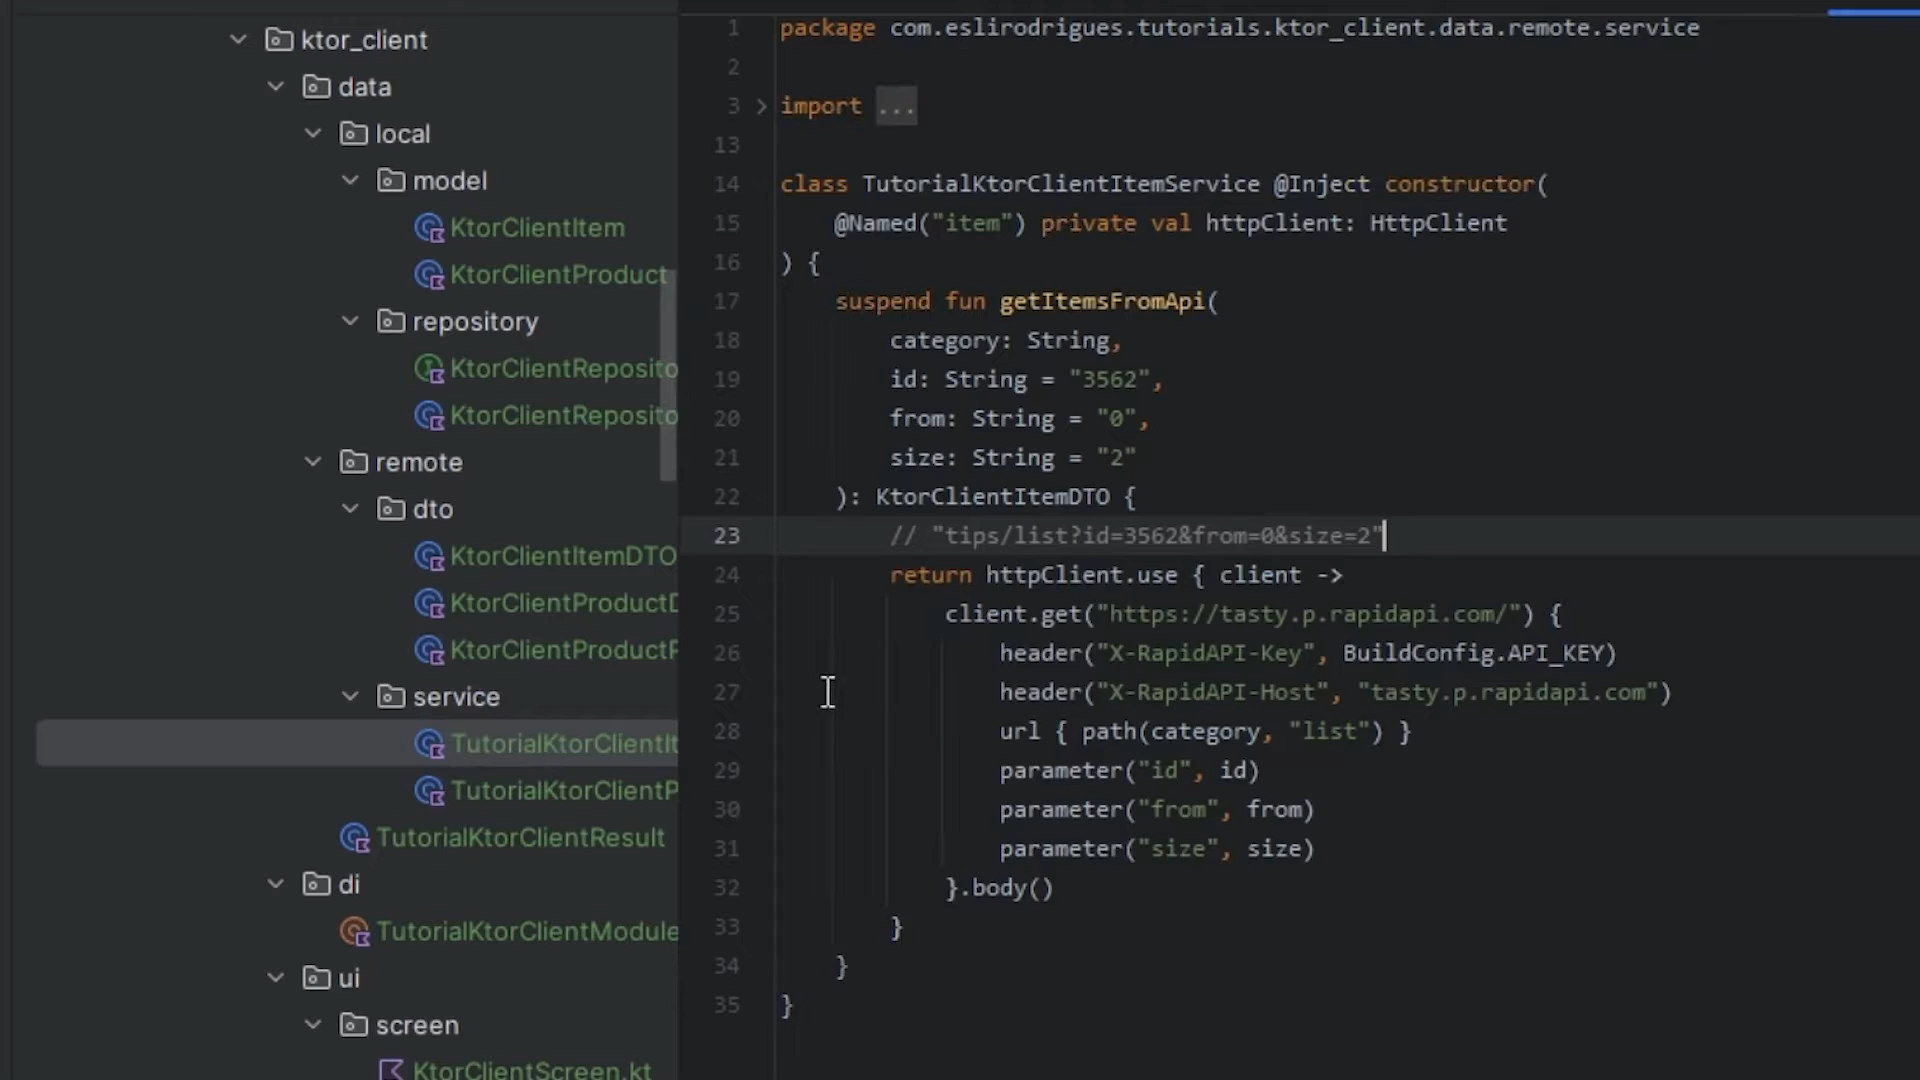 ktor_client
data
local
model
KtorClientItem
KtorClientProduct
repository
KtorClientReposito
KtorClientReposito
remote
dto
KtorClientItemDTO
KtorClientProductD
KtorClientProductP
service
TutorialKtorClientIt
TutorialKtorClientP
TutorialKtorClientResult
di
TutorialKtorClientModule
ui
screen
KtorClientScreen.kt
1 package com.eslirodrigues.tutorials.ktor_client.data.remote.service
2
3 import ...
13
14 class TutorialKtorClientItemService @Inject constructor(
15 @Named("item") private val httpClient: HttpClient
16 ) {
17 suspend fun getItemsFromApi(
18 category: String,
19 id: String = "3562",
20 from: String = "0",
21 size: String = "2"
22 ): KtorClientItemDTO {
23 // "tips/list?id=3562&from=0&size=2"
24 return httpClient.use { client ->
25 client.get("https://tasty.p.rapidapi.com/") {
26 header("X-RapidAPI-Key", BuildConfig.API_KEY)
27 header("X-RapidAPI-Host", "tasty.p.rapidapi.com")
28 url { path(category, "list") }
29 parameter("id", id)
30 parameter("from", from)
31 parameter("size", size)
32 }.body()
33 }
34 }
35 }